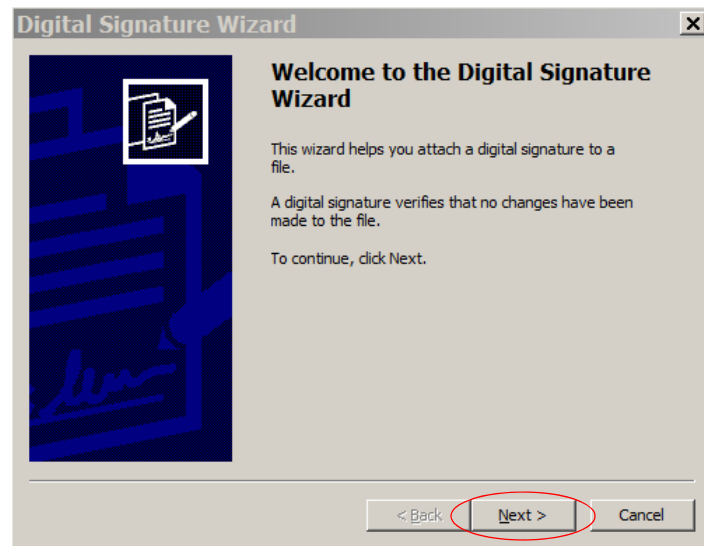 Digital Signature Wizard
Welcome to the Digital Signature
Wizard
This wizard helps you attach a digital signature to a
file.
A digital signature verifies that no changes have been
made to the file.
To continue, click Next.
< Back
Next >
Cancel